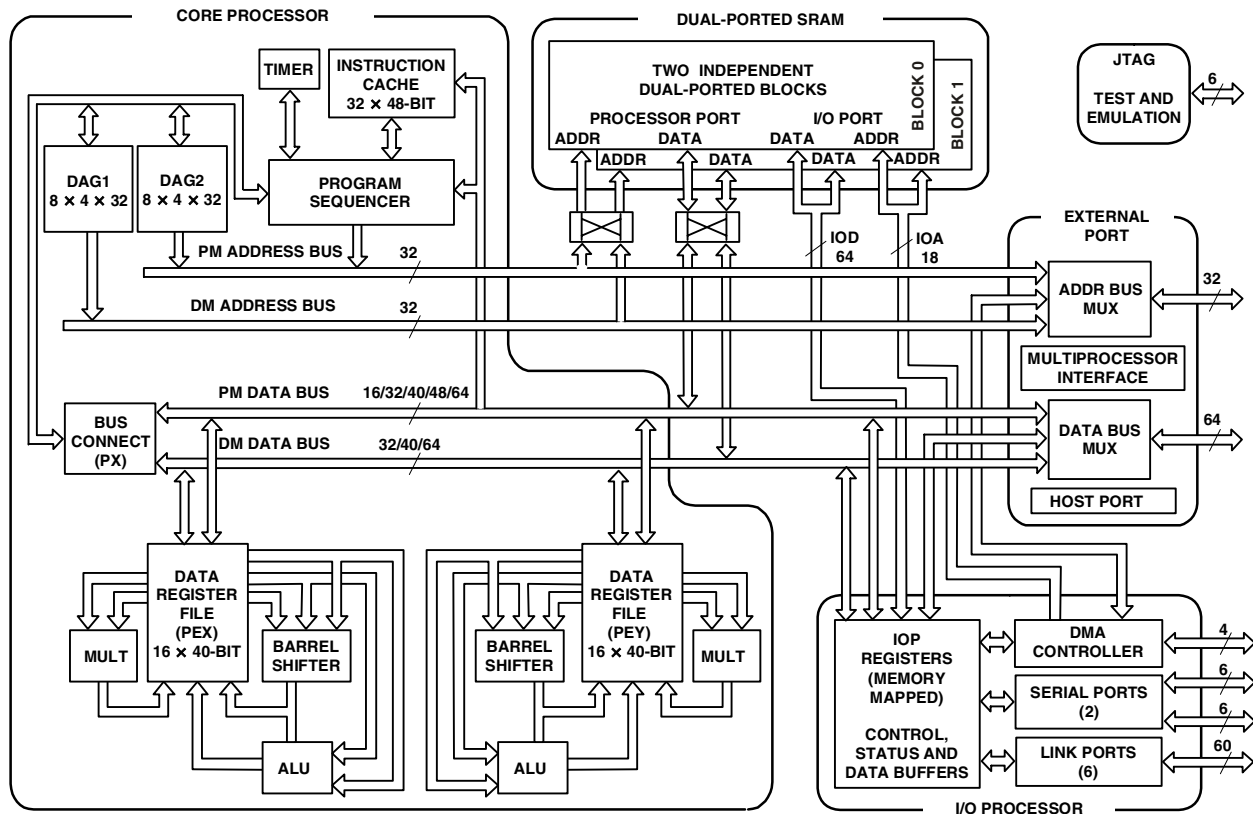 CORE PROCESSOR
TIMER
INSTRUCTION
CACHE
32 × 48-BIT
DAG1
8 × 4 × 32
DAG2
8 × 4 × 32
PROGRAM
SEQUENCER
PM ADDRESS BUS
32
DM ADDRESS BUS
32
PM DATA BUS
16/32/40/48/64
DM DATA BUS
32/40/64
BUS
CONNECT
(PX)
DATA
REGISTER
FILE
(PEX)
16 × 40-BIT
MULT
BARREL
SHIFTER
ALU
BARREL
SHIFTER
DATA
REGISTER
FILE
(PEY)
16 × 40-BIT
MULT
ALU
DUAL-PORTED SRAM
TWO INDEPENDENT
DUAL-PORTED BLOCKS
PROCESSOR PORT
I/O PORT
ADDR
DATA
DATA
ADDR
BLOCK 0
ADDR
DATA
DATA
ADDR
BLOCK 1
IOD
64
IOA
18
JTAG
TEST AND
EMULATION
6
EXTERNAL
PORT
ADDR BUS
MUX
32
MULTIPROCESSOR
INTERFACE
DATA BUS
MUX
64
HOST PORT
IOP
REGISTERS
(MEMORY
MAPPED)
CONTROL,
STATUS AND
DATA BUFFERS
DMA
CONTROLLER
4
SERIAL PORTS
(2)
6
6
LINK PORTS
(6)
60
I/O PROCESSOR